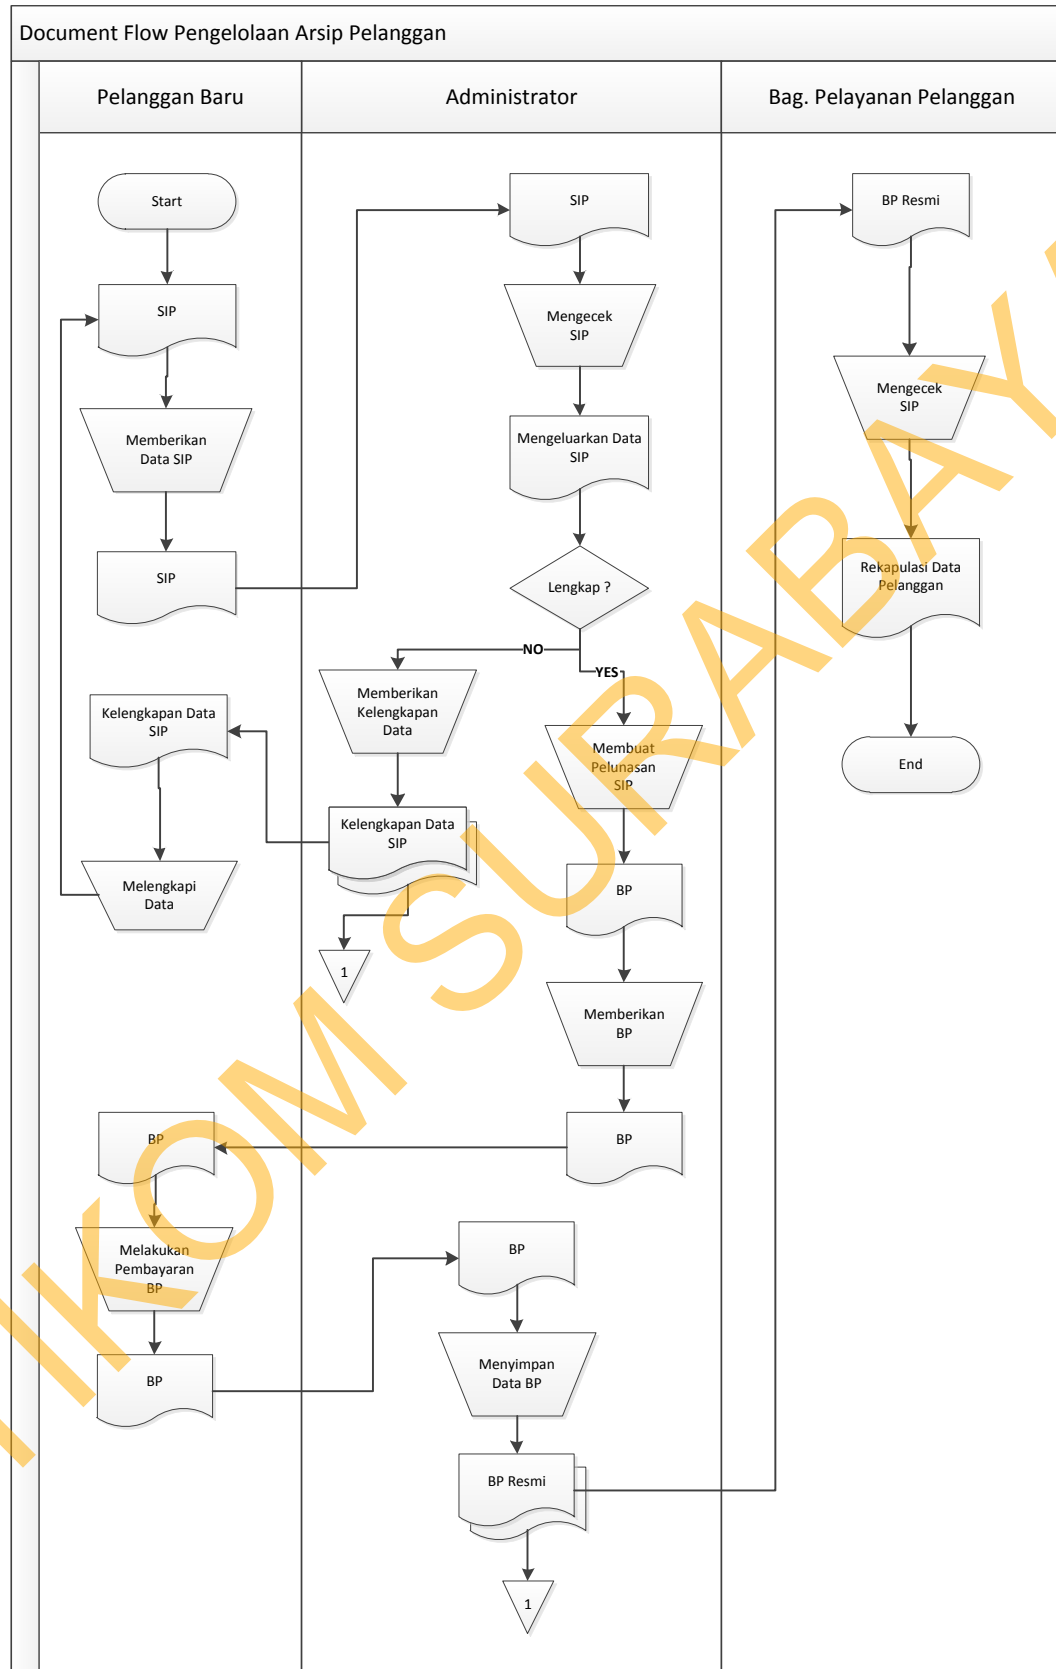 Document Flow Pengelolaan Arsip Pelanggan
Pelanggan Baru
Administrator
Bag. Pelayanan Pelanggan
Start
SIP
Memberikan
Data SIP
SIP
Kelengkapan Data
SIP
Melengkapi
Data
BP
Melakukan
Pembayaran
BP
BP
SIP
Mengecek
SIP
Mengeluarkan Data
SIP
Lengkap ?
NO
YES
Memberikan
Kelengkapan
Data
Kelengkapan Data
SIP
1
Membuat
Pelunasan
SIP
BP
Memberikan
BP
BP
BP
Menyimpan
Data BP
BP Resmi
1
BP Resmi
Mengecek
SIP
Rekapulasi Data
Pelanggan
End
IKOM SURABAYA